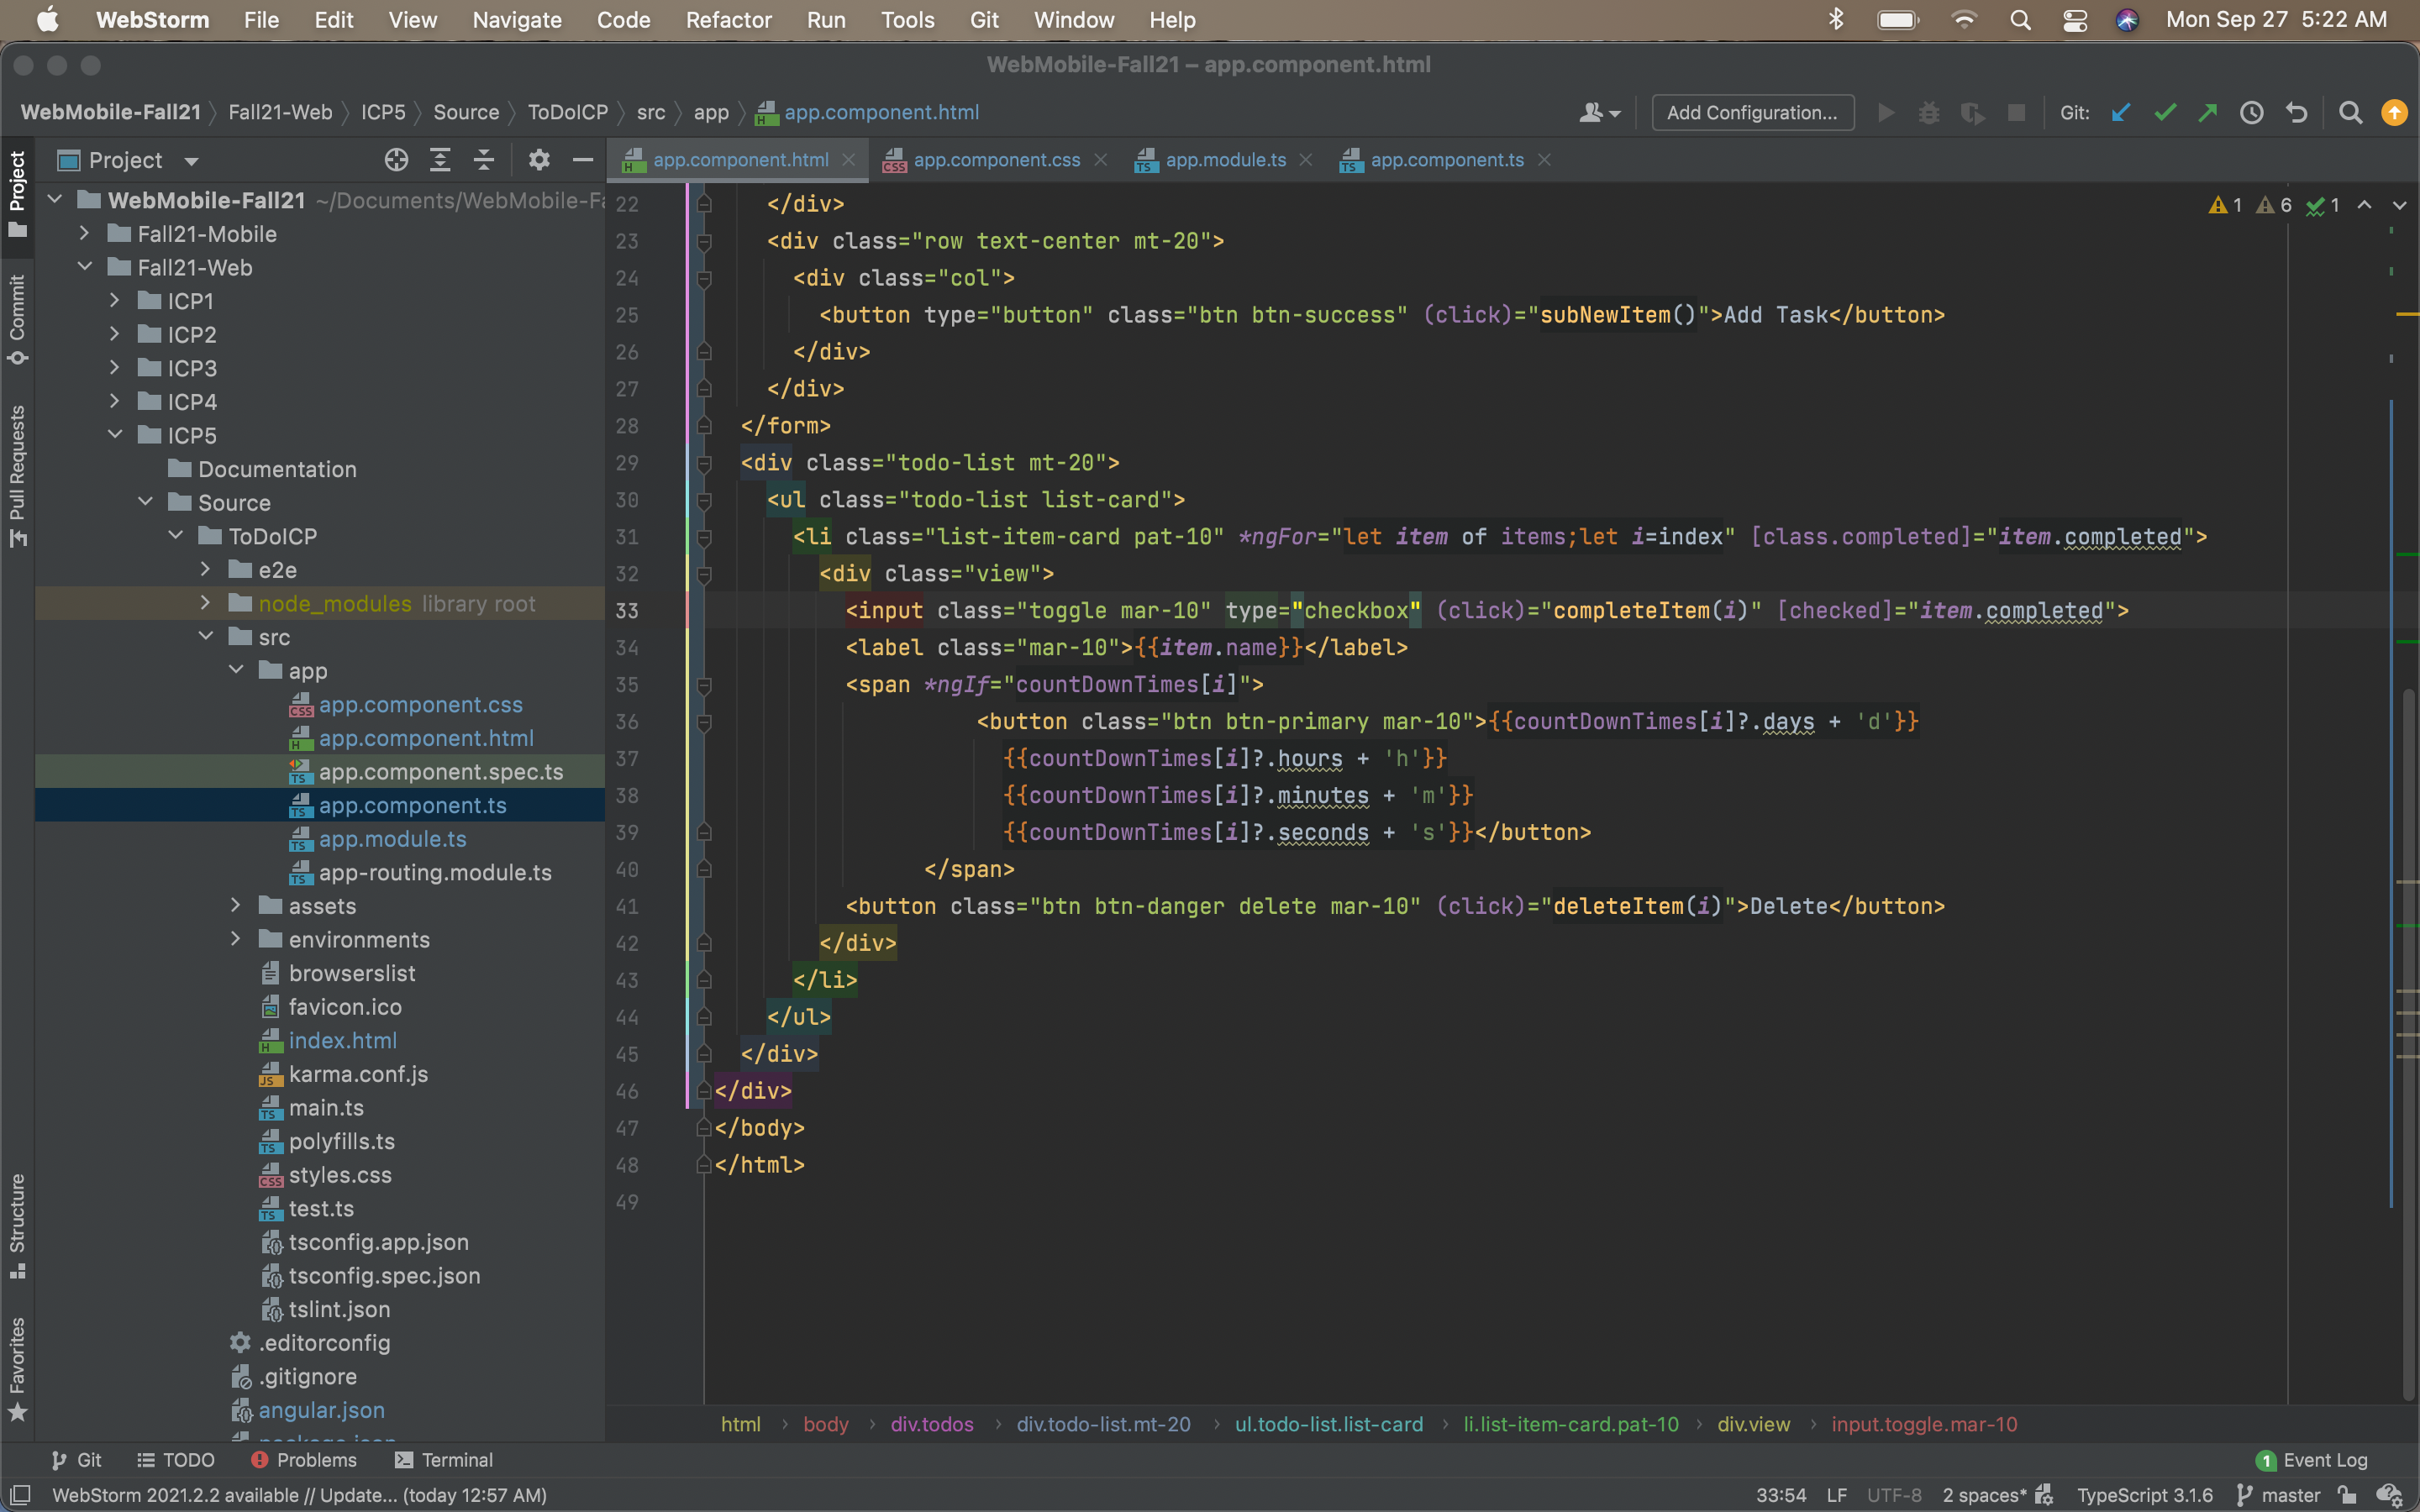 WebStorm File Edit View Navigate Code Refactor Run Tools Git Window Help Mon Sep 27 5:22 AM
WebMobile-Fall21 – app.component.html
WebMobile-Fall21 Fall21-Web ICP5 Source ToDoICP src app app.component.html Add Configuration... Git:
Project
app.component.html app.component.css app.module.ts app.component.ts
WebMobile-Fall21 ~/Documents/WebMobile-Fa
Fall21-Mobile
Fall21-Web
ICP1
ICP2
ICP3
ICP4
ICP5
Documentation
Source
ToDoICP
e2e
node_modules library root
src
app
app.component.css
app.component.html
app.component.spec.ts
app.component.ts
app.module.ts
app-routing.module.ts
assets
environments
browserslist
favicon.ico
index.html
karma.conf.js
main.ts
polyfills.ts
styles.css
test.ts
tsconfig.app.json
tsconfig.spec.json
tslint.json
.editorconfig
.gitignore
angular.json
Project
Commit
Pull Requests
Structure
Favorites
1 6 1
22 </div>
23 <div class="row text-center mt-20">
24 <div class="col">
25 <button type="button" class="btn btn-success" (click)="subNewItem()">Add Task</button>
26 </div>
27 </div>
28 </form>
29 <div class="todo-list mt-20">
30 <ul class="todo-list list-card">
31 <li class="list-item-card pat-10" *ngFor="let item of items;let i=index" [class.completed]="item.completed">
32 <div class="view">
33 <input class="toggle mar-10" type="checkbox" (click)="completeItem(i)" [checked]="item.completed">
34 <label class="mar-10">{{item.name}}</label>
35 <span *ngIf="countDownTimes[i]">
36 <button class="btn btn-primary mar-10">{{countDownTimes[i]?.days + 'd'}}
37 {{countDownTimes[i]?.hours + 'h'}}
38 {{countDownTimes[i]?.minutes + 'm'}}
39 {{countDownTimes[i]?.seconds + 's'}}</button>
40 </span>
41 <button class="btn btn-danger delete mar-10" (click)="deleteItem(i)">Delete</button>
42 </div>
43 </li>
44 </ul>
45 </div>
46 </div>
47 </body>
48 </html>
49
html body div.todos div.todo-list.mt-20 ul.todo-list.list-card li.list-item-card.pat-10 div.view input.toggle.mar-10
Git TODO Problems Terminal 1 Event Log
WebStorm 2021.2.2 available // Update... (today 12:57 AM) 33:54 LF UTF-8 2 spaces* TypeScript 3.1.6 master